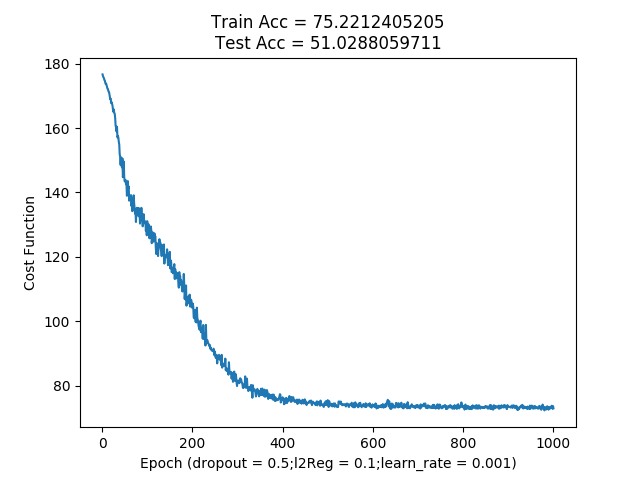 Train Acc = 75.2212405205
Test Acc = 51.0288059711
180
160
140
120
100
80
Cost Function
0 200 400 600 800 1000
Epoch (dropout = 0.5;l2Reg = 0.1;learn_rate = 0.001)